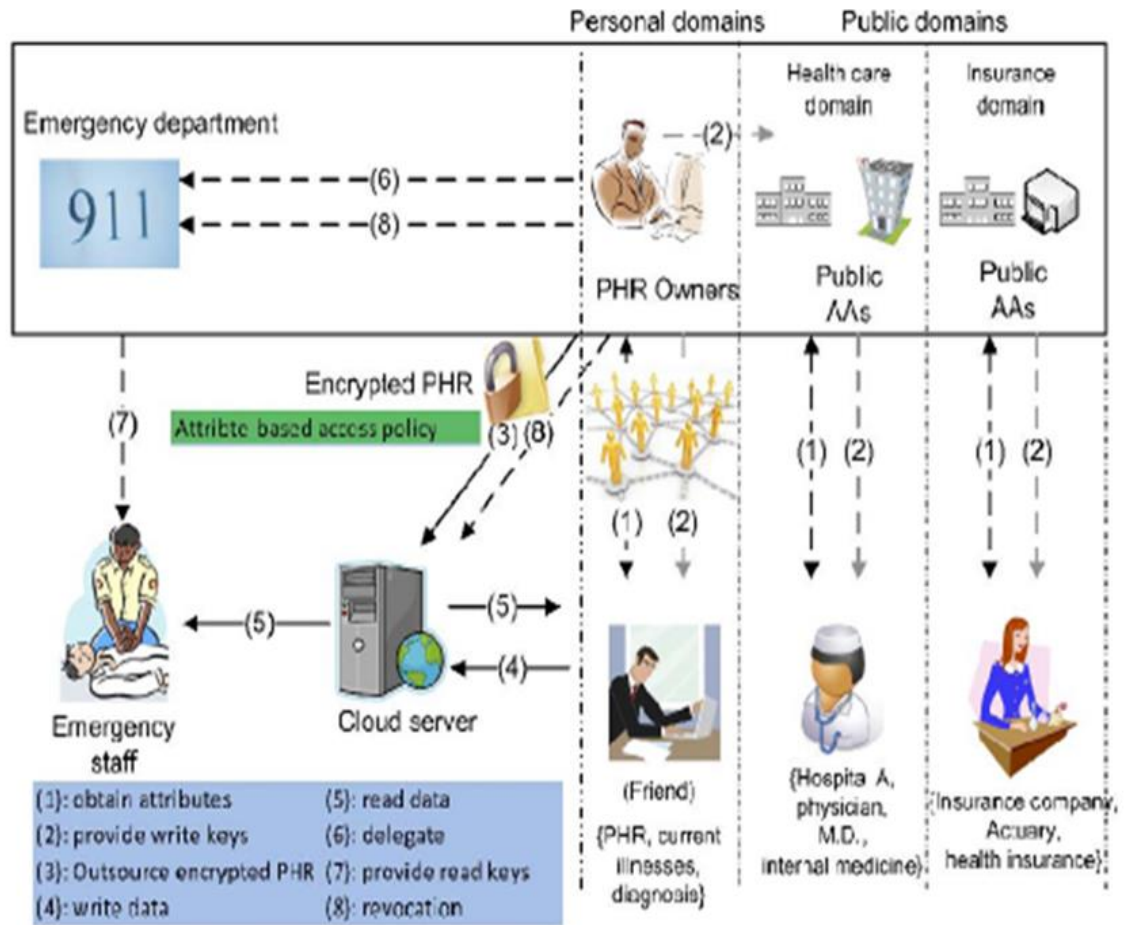 Personal domains
Public domains
Health care
domain
Insurance
domain
Emergency department
911
(6)
(8)
(2)
PHR Owners
Public
AAs
Public
AAs
Encrypted PHR
Attribte-based access policy
(3) (8)
(7)
(1) (2)
(1) (2)
(1) (2)
(5)
(5)
(4)
Cloud server
Emergency
staff
(Friend)
{PHR, current
illnesses,
diagnosis}
{Hospital A,
physician,
M.D.,
internal medicine}
{Insurance company,
Actuary,
health insurance}
(1): obtain attributes
(2): provide write keys
(3): Outsource encrypted PHR
(4): write data
(5): read data
(6): delegate
(7): provide read keys
(8): revocation